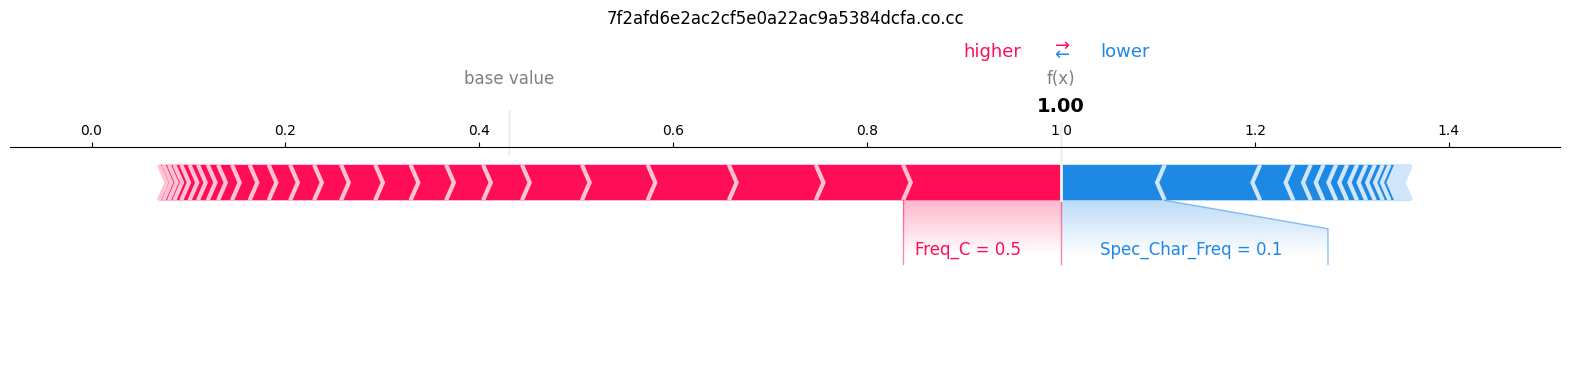 7f2afd6e2ac2cf5e0a22ac9a5384dcfa.co.cc
higher → ← lower
base value f(x)
1.00
0.0 0.2 0.4 0.6 0.8 1.0 1.2 1.4
Freq_C = 0.5 Spec_Char_Freq = 0.1